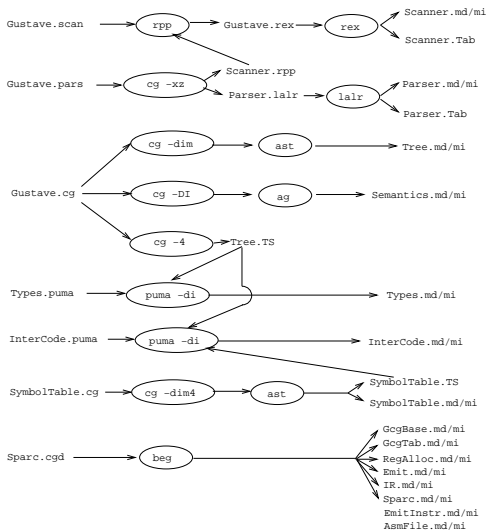 Gustave.scan rpp Gustave.rex rex Scanner.md/mi
Scanner.Tab
Scanner.rpp
Gustave.pars cg -xz Parser.lalr lalr Parser.md/mi
Parser.Tab
cg -dim ast Tree.md/mi
Gustave.cg cg -DI ag Semantics.md/mi
cg -4 Tree.TS
Types.puma puma -di Types.md/mi
InterCode.puma puma -di InterCode.md/mi
SymbolTable.TS
SymbolTable.cg cg -dim4 ast SymbolTable.md/mi
GcgBase.md/mi
GcgTab.md/mi
Sparc.cgd beg RegAlloc.md/mi
Emit.md/mi
IR.md/mi
Sparc.md/mi
EmitInstr.md/mi
AsmFile.md/mi